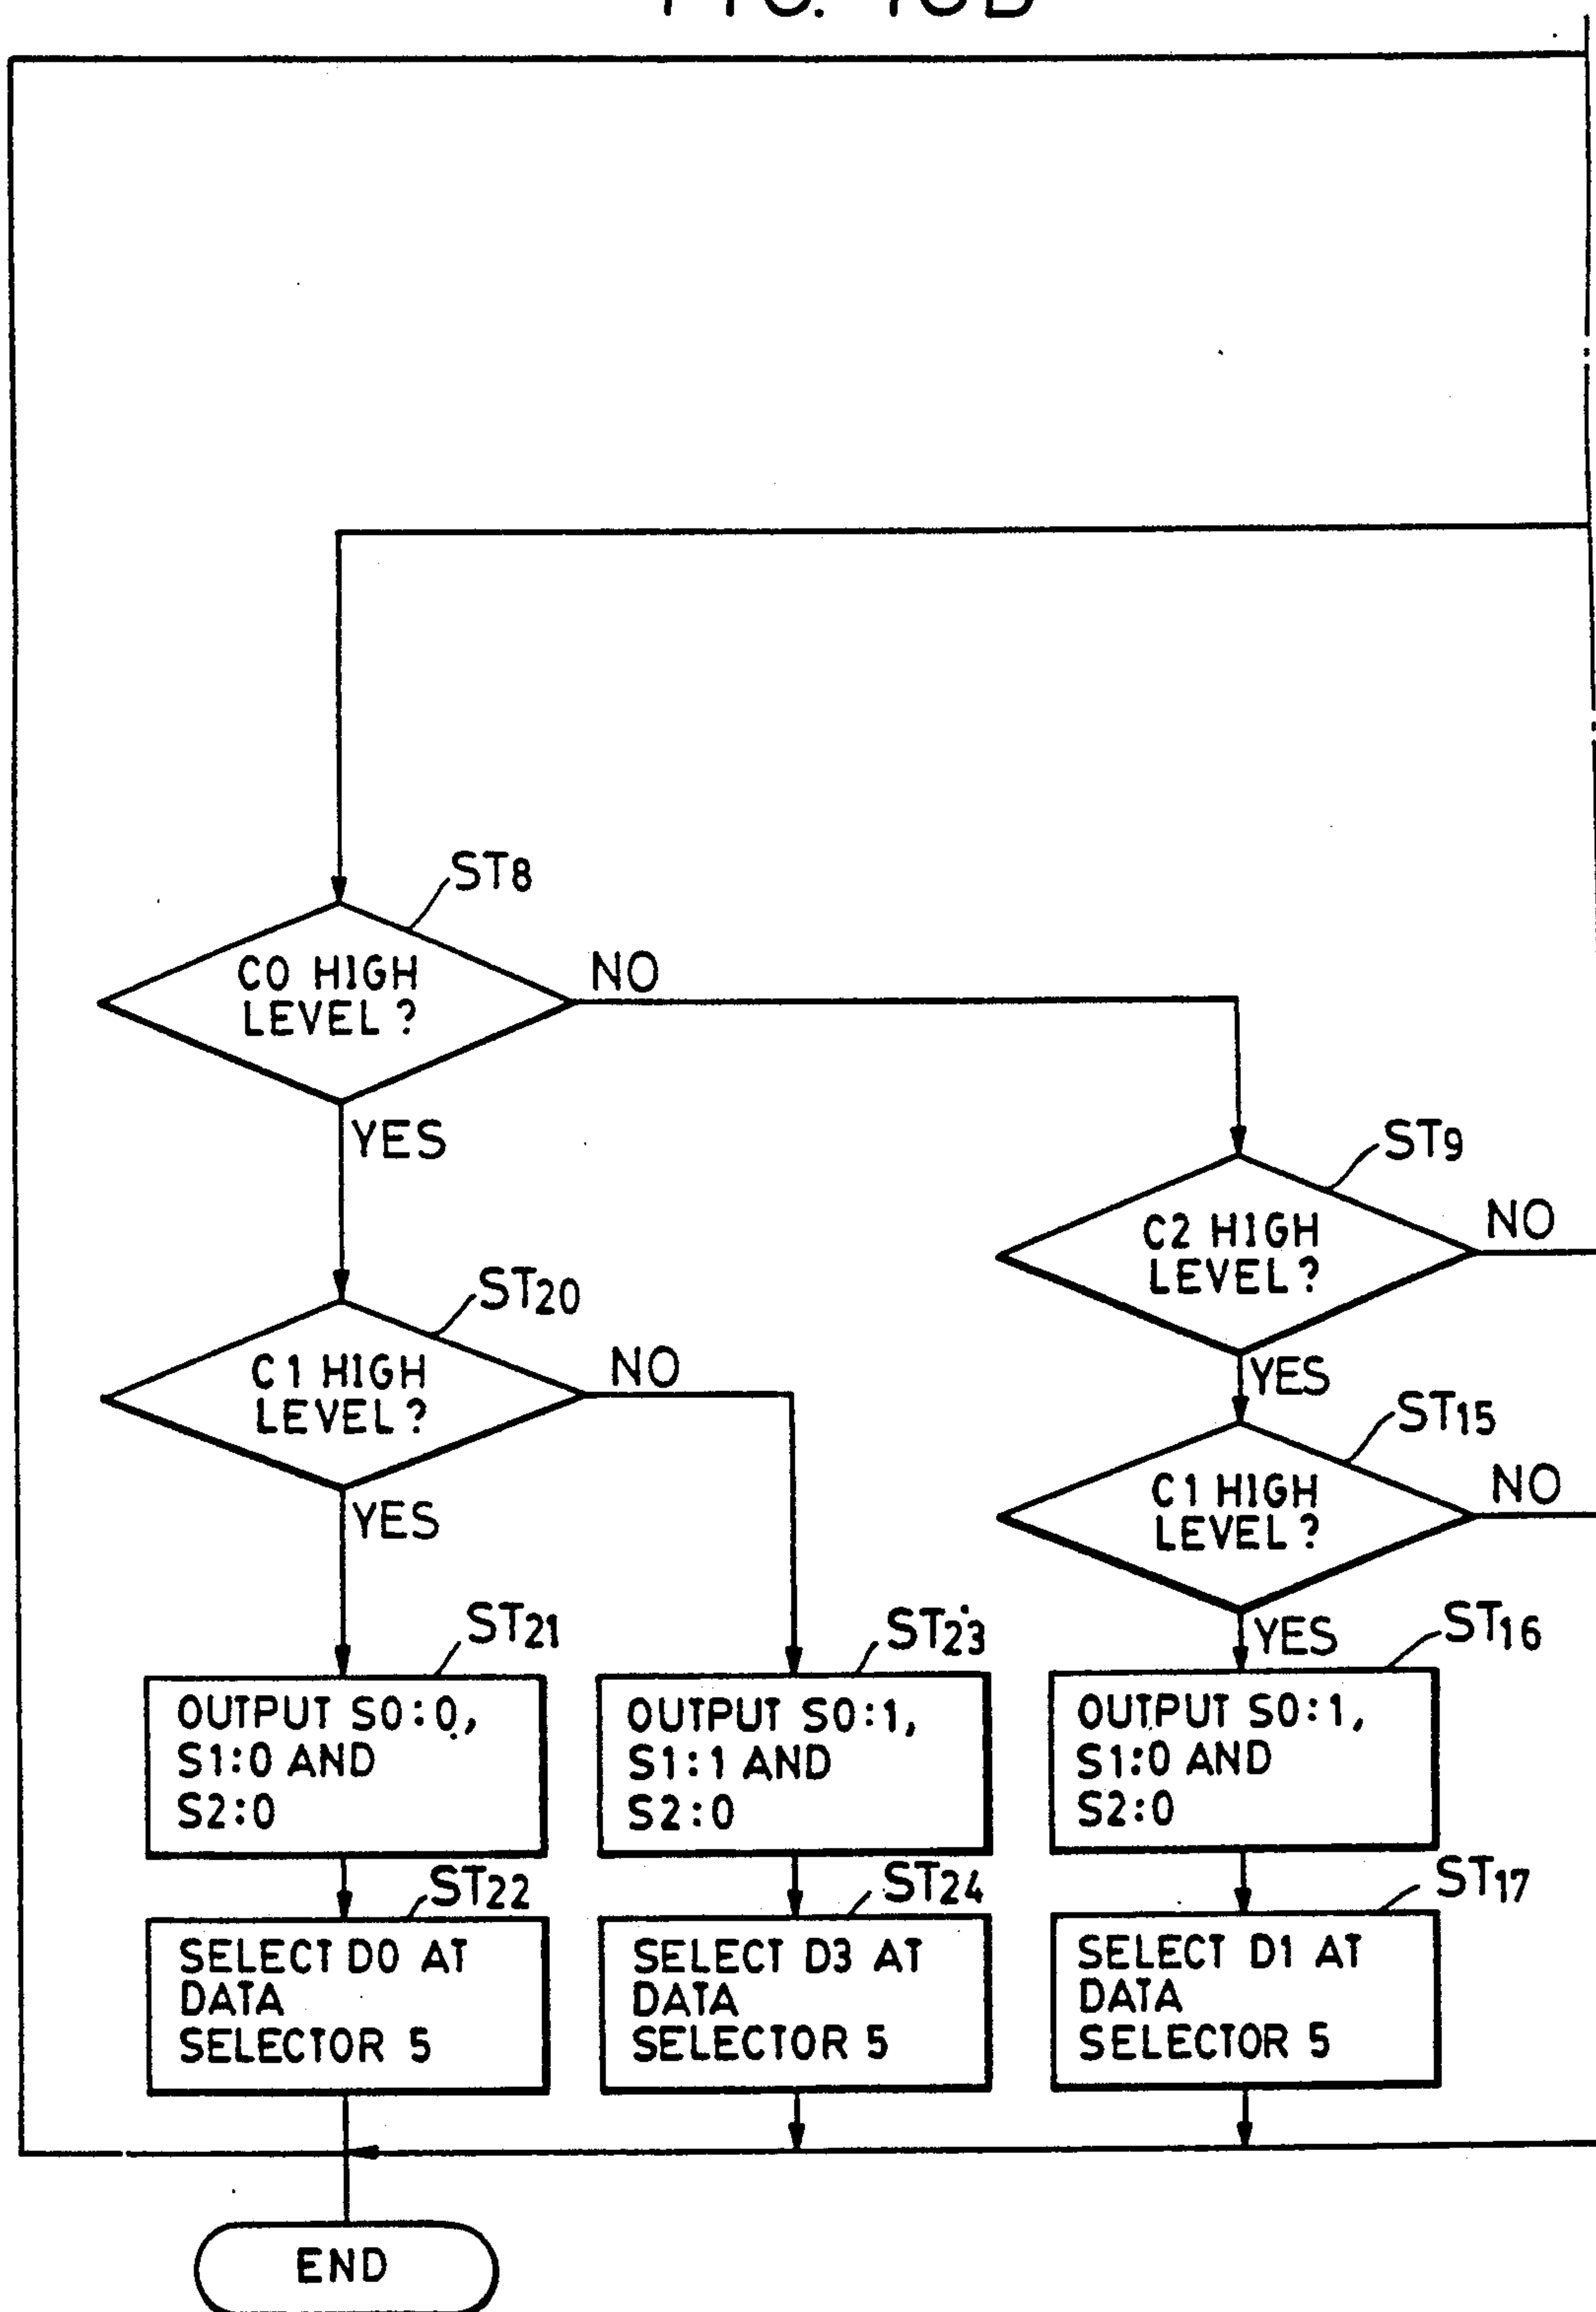 ST8
C0 HIGH
LEVEL?
NO
YES
ST9
C2 HIGH
LEVEL?
NO
YES
ST20
C1 HIGH
LEVEL?
NO
YES
ST15
C1 HIGH
LEVEL?
NO
YES
ST21
OUTPUT S0:0,
S1:0 AND
S2:0
ST23
OUTPUT S0:1,
S1:1 AND
S2:0
ST16
OUTPUT S0:1,
S1:0 AND
S2:0
ST22
SELECT D0 AT
DATA
SELECTOR 5
ST24
SELECT D3 AT
DATA
SELECTOR 5
ST17
SELECT D1 AT
DATA
SELECTOR 5
END